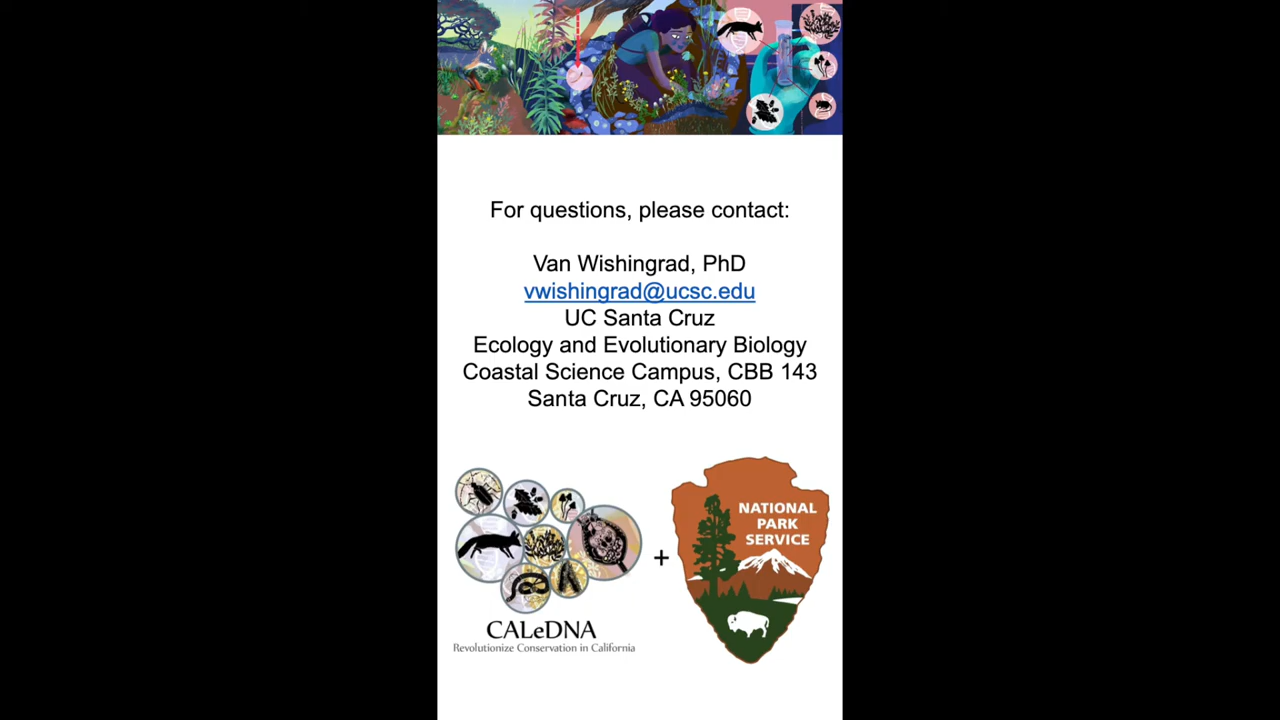 For questions, please contact:
Van Wishingrad, PhD
vwishingrad@ucsc.edu
UC Santa Cruz
Ecology and Evolutionary Biology
Coastal Science Campus, CBB 143
Santa Cruz, CA 95060
+
NATIONAL
PARK
SERVICE
CALeDNA
Revolutionize Conservation in California